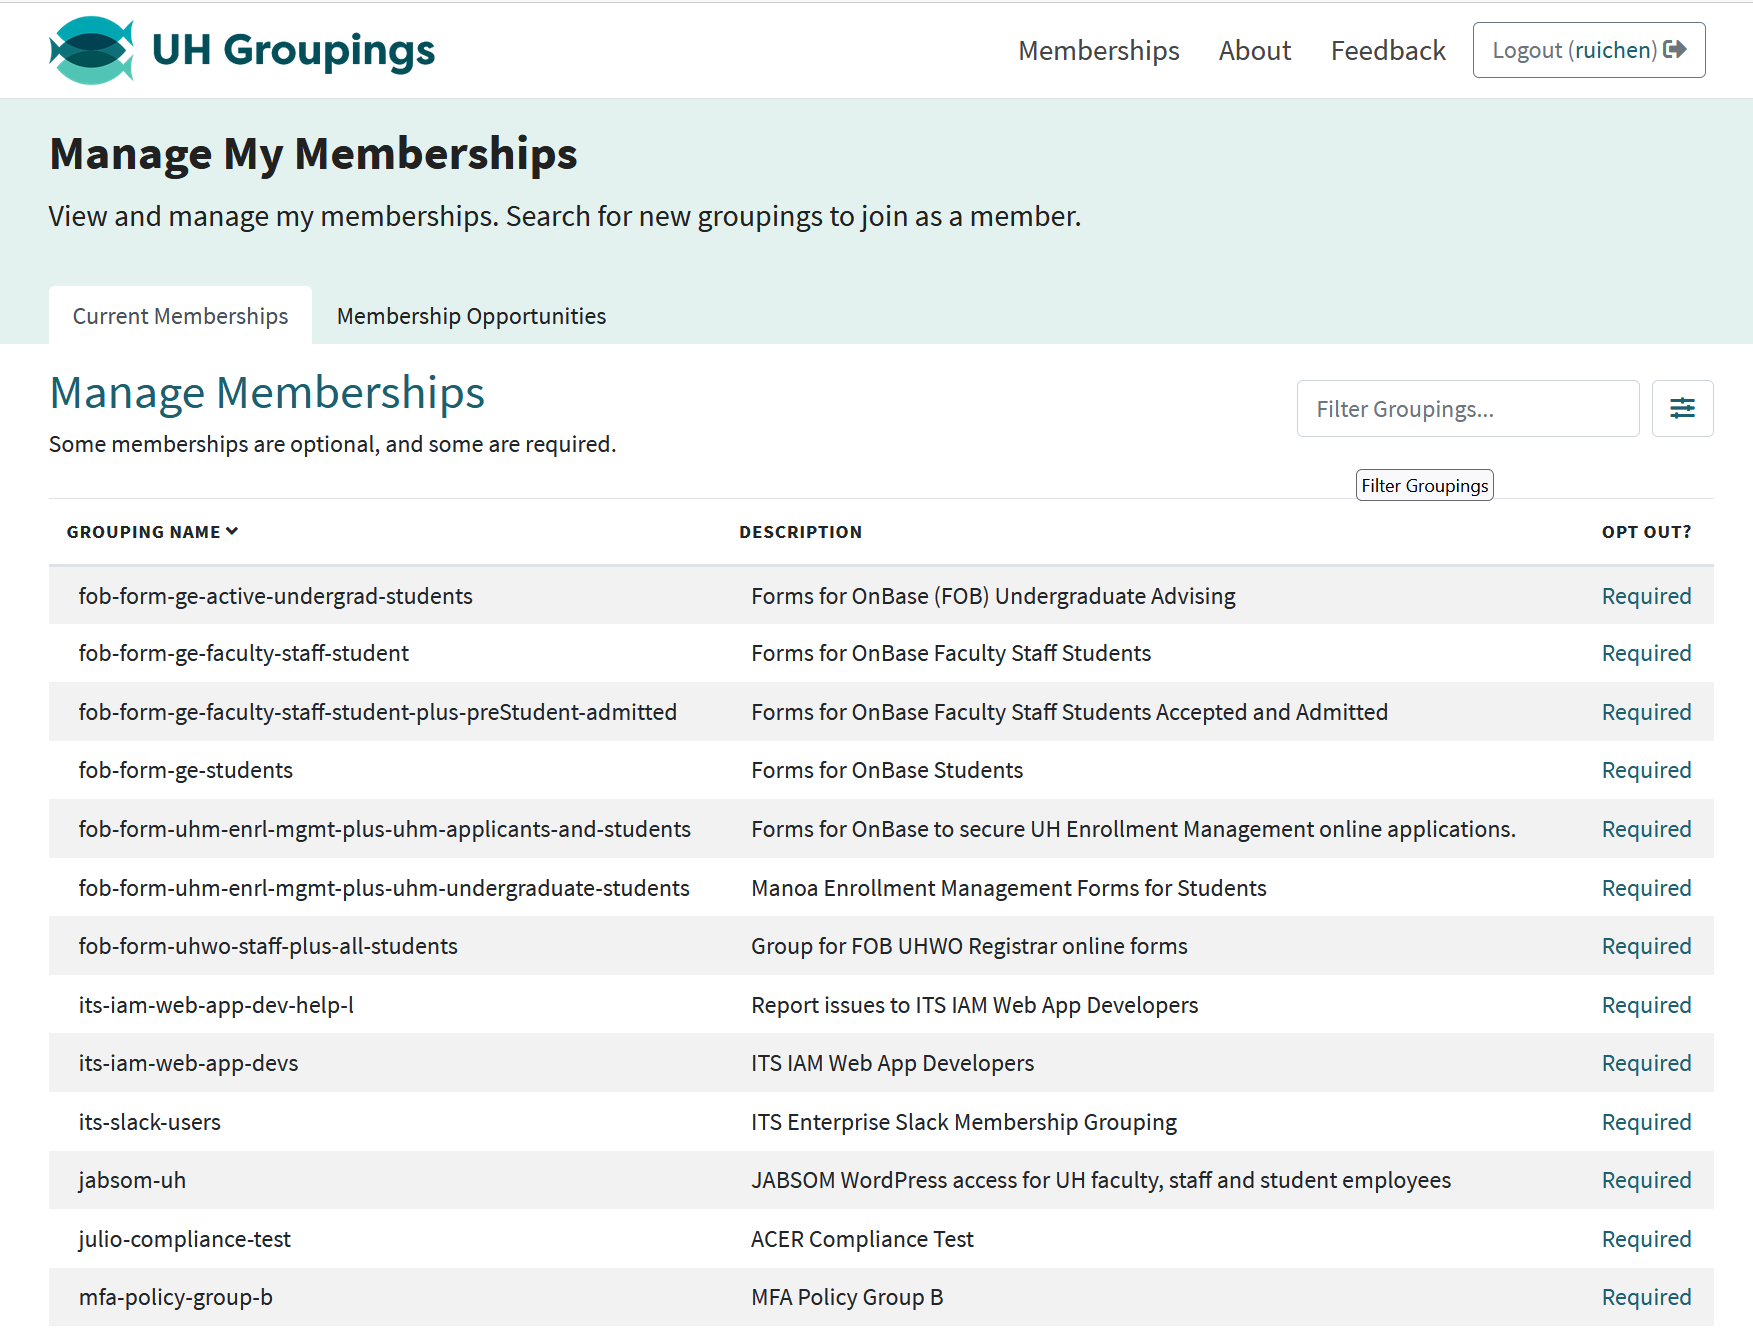 UH Groupings
Memberships About Feedback Logout (ruichen)
Manage My Memberships
View and manage my memberships. Search for new groupings to join as a member.
Current Memberships Membership Opportunities
Manage Memberships
Filter Groupings...
Some memberships are optional, and some are required.
Filter Groupings
GROUPING NAME DESCRIPTION OPT OUT?
fob-form-ge-active-undergrad-students Forms for OnBase (FOB) Undergraduate Advising Required
fob-form-ge-faculty-staff-student Forms for OnBase Faculty Staff Students Required
fob-form-ge-faculty-staff-student-plus-preStudent-admitted Forms for OnBase Faculty Staff Students Accepted and Admitted Required
fob-form-ge-students Forms for OnBase Students Required
fob-form-uhm-enrl-mgmt-plus-uhm-applicants-and-students Forms for OnBase to secure UH Enrollment Management online applications. Required
fob-form-uhm-enrl-mgmt-plus-uhm-undergraduate-students Manoa Enrollment Management Forms for Students Required
fob-form-uhwo-staff-plus-all-students Group for FOB UHWO Registrar online forms Required
its-iam-web-app-dev-help-l Report issues to ITS IAM Web App Developers Required
its-iam-web-app-devs ITS IAM Web App Developers Required
its-slack-users ITS Enterprise Slack Membership Grouping Required
jabsom-uh JABSOM WordPress access for UH faculty, staff and student employees Required
julio-compliance-test ACER Compliance Test Required
mfa-policy-group-b MFA Policy Group B Required